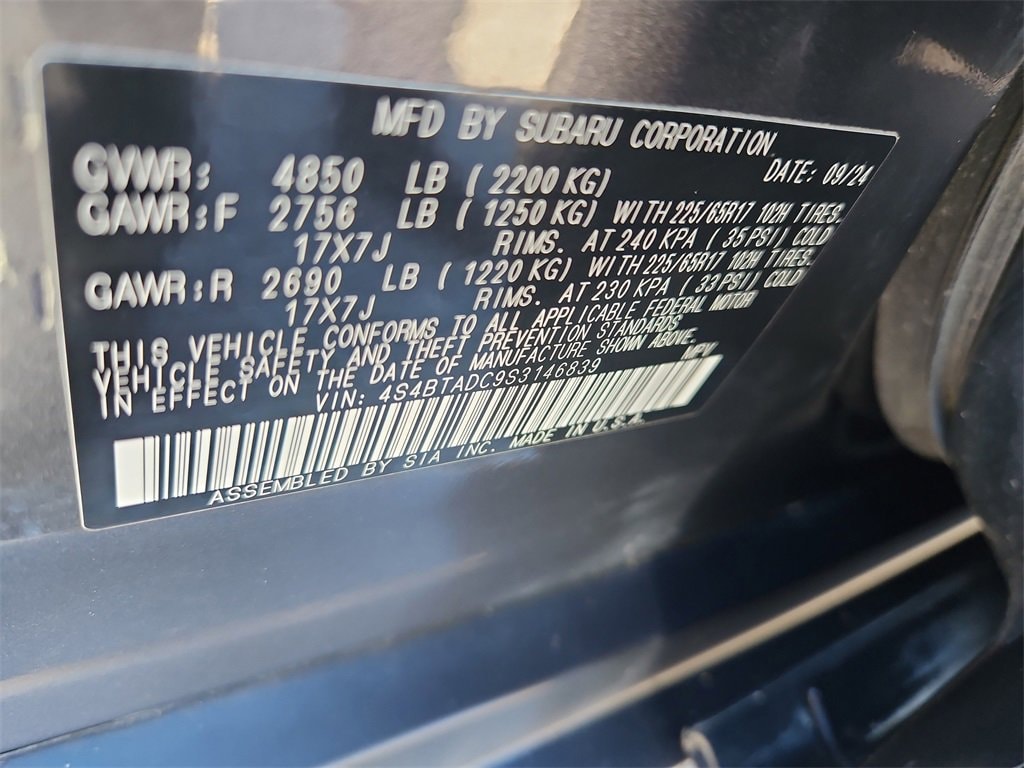 MFD BY SUBARU CORPORATION
DATE: 09/24
GVWR: 4850 LB ( 2200 KG)
GAWR:F 2756 LB ( 1250 KG) WITH 225/65R17 102H TIRES,
17X7J RIMS. AT 240 KPA ( 35 PSI) COLD
GAWR:R 2690 LB ( 1220 KG) WITH 225/65R17 102H TIRES,
17X7J RIMS. AT 230 KPA ( 33 PSI) COLD
THIS VEHICLE CONFORMS TO ALL APPLICABLE FEDERAL MOTOR
VEHICLE SAFETY AND THEFT PREVENTION STANDARDS
IN EFFECT ON THE DATE OF MANUFACTURE SHOWN ABOVE.
VIN: 4S4BTADC9S3146839 MPV
ASSEMBLED BY SIA INC. MADE IN U.S.A.